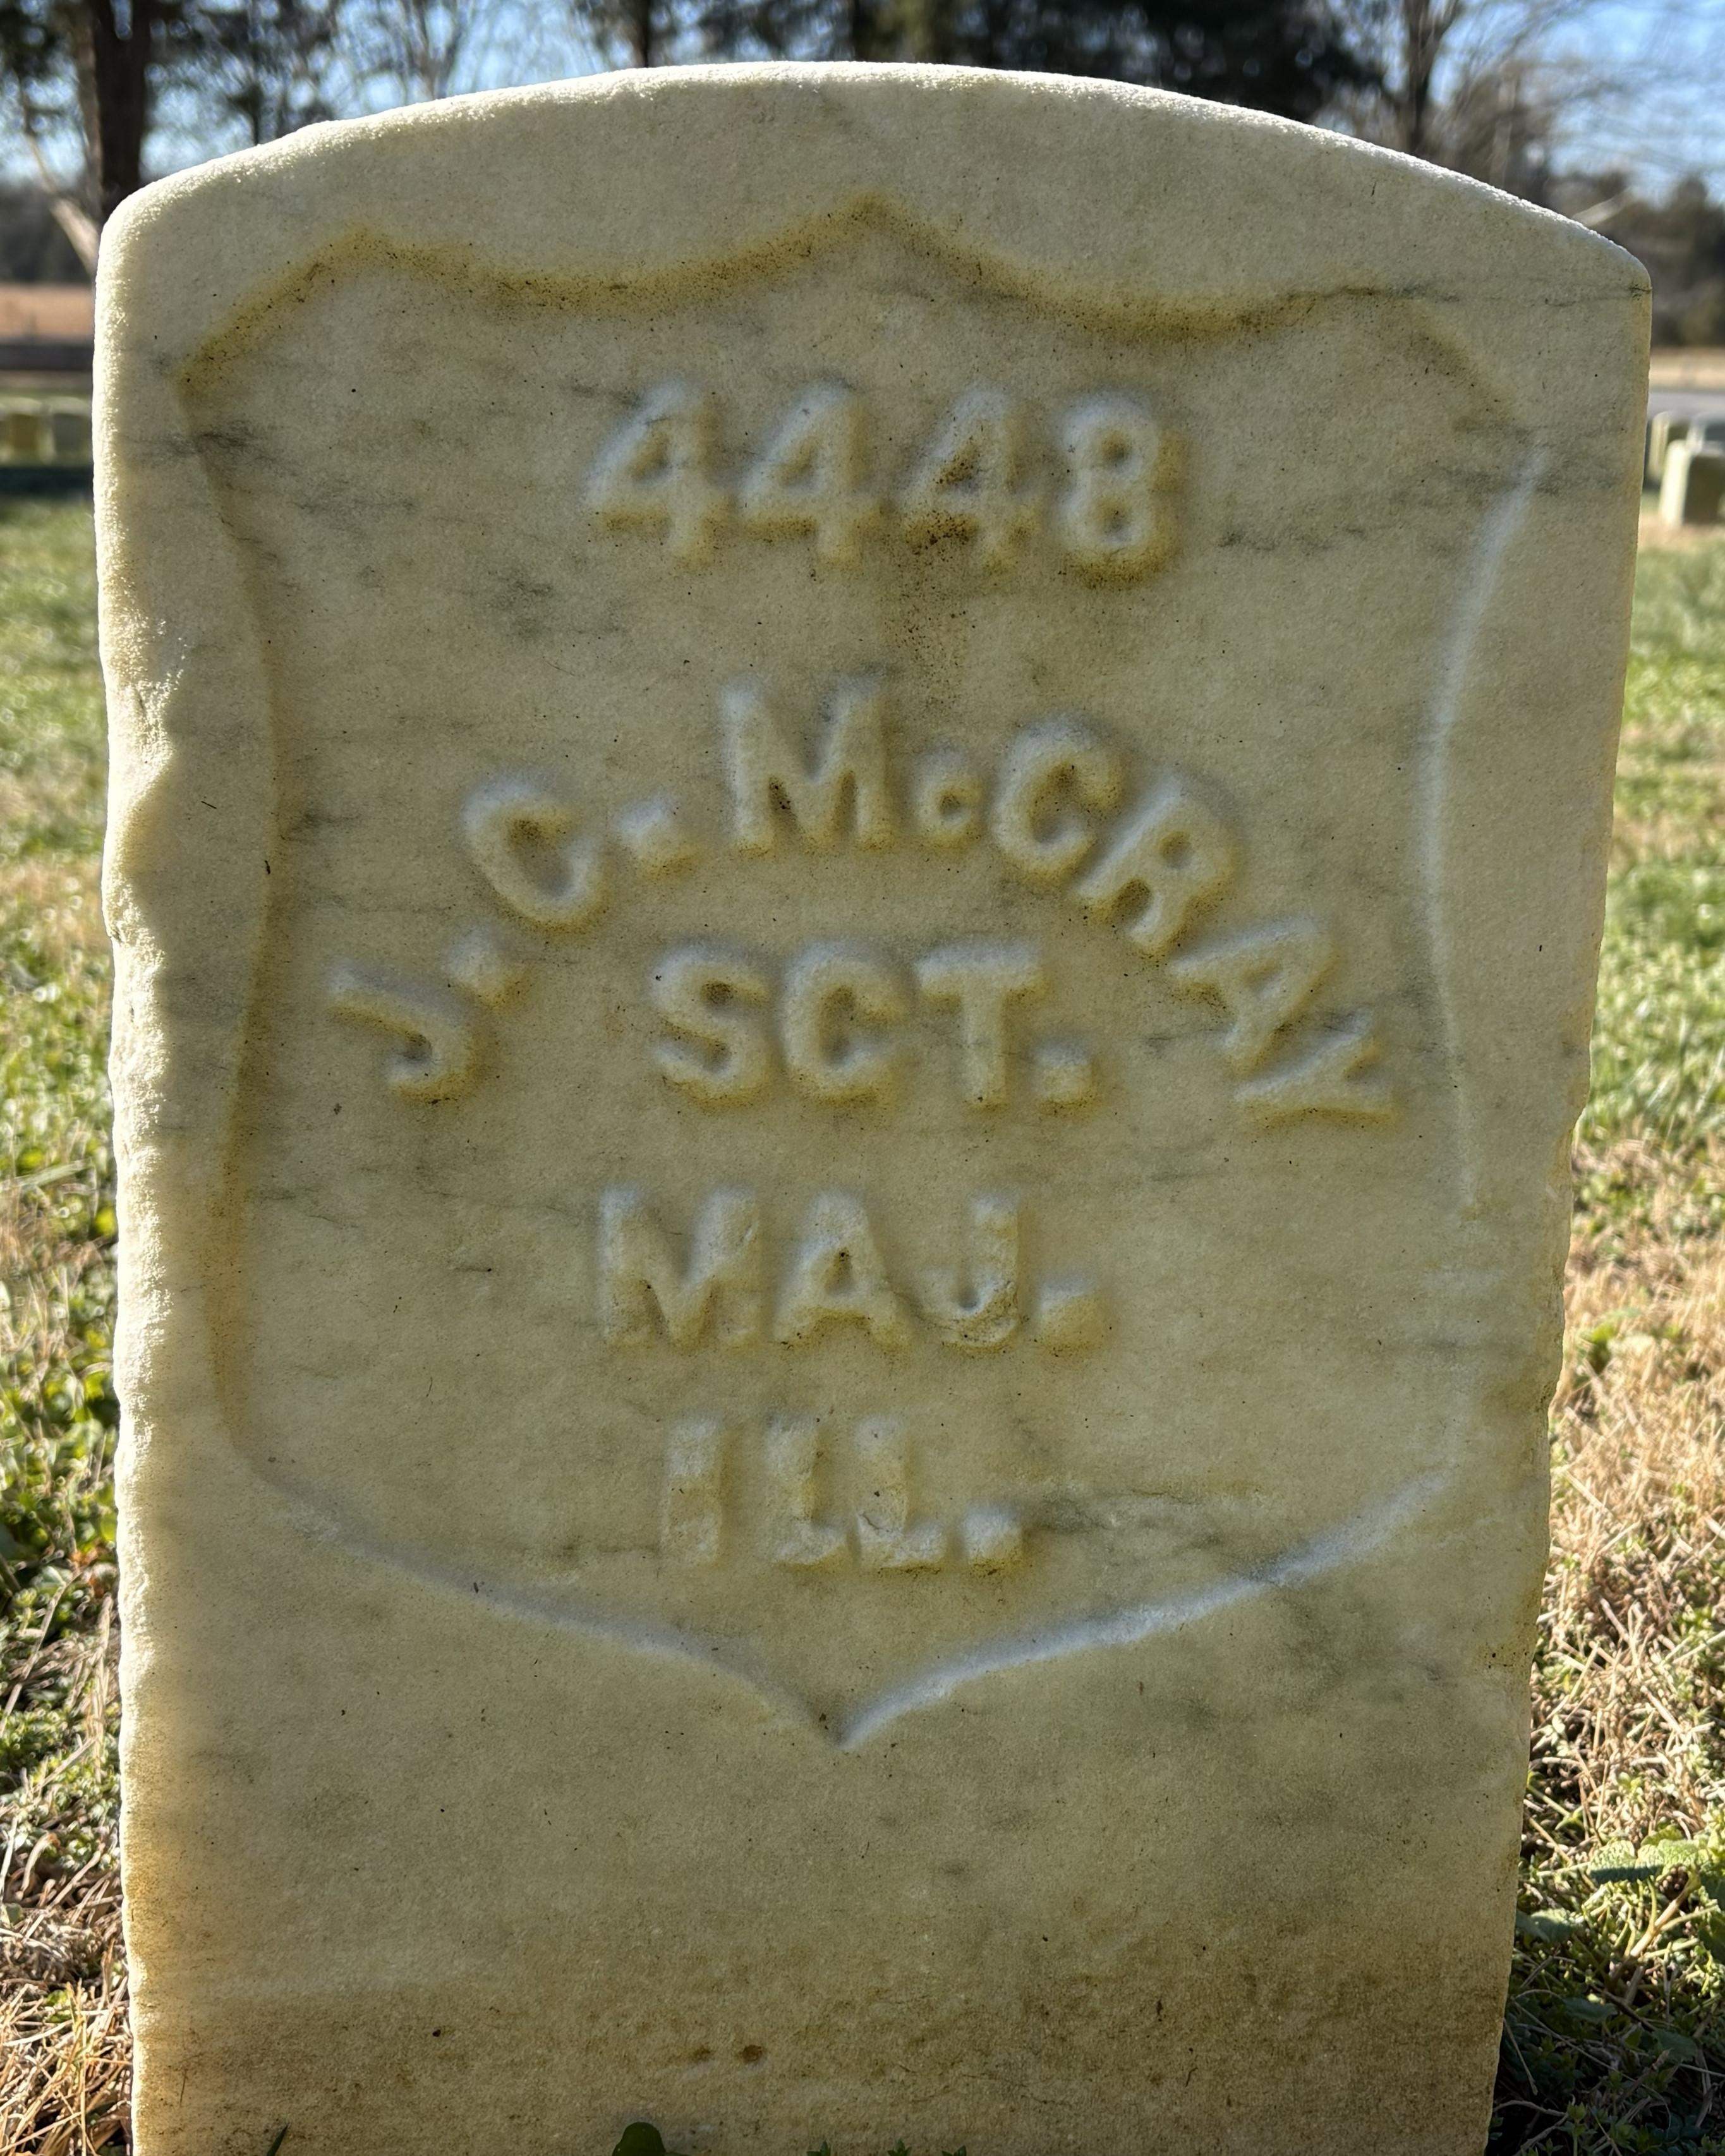 4448
J. C. McCRAY
SGT.
MAJ.
ILL.